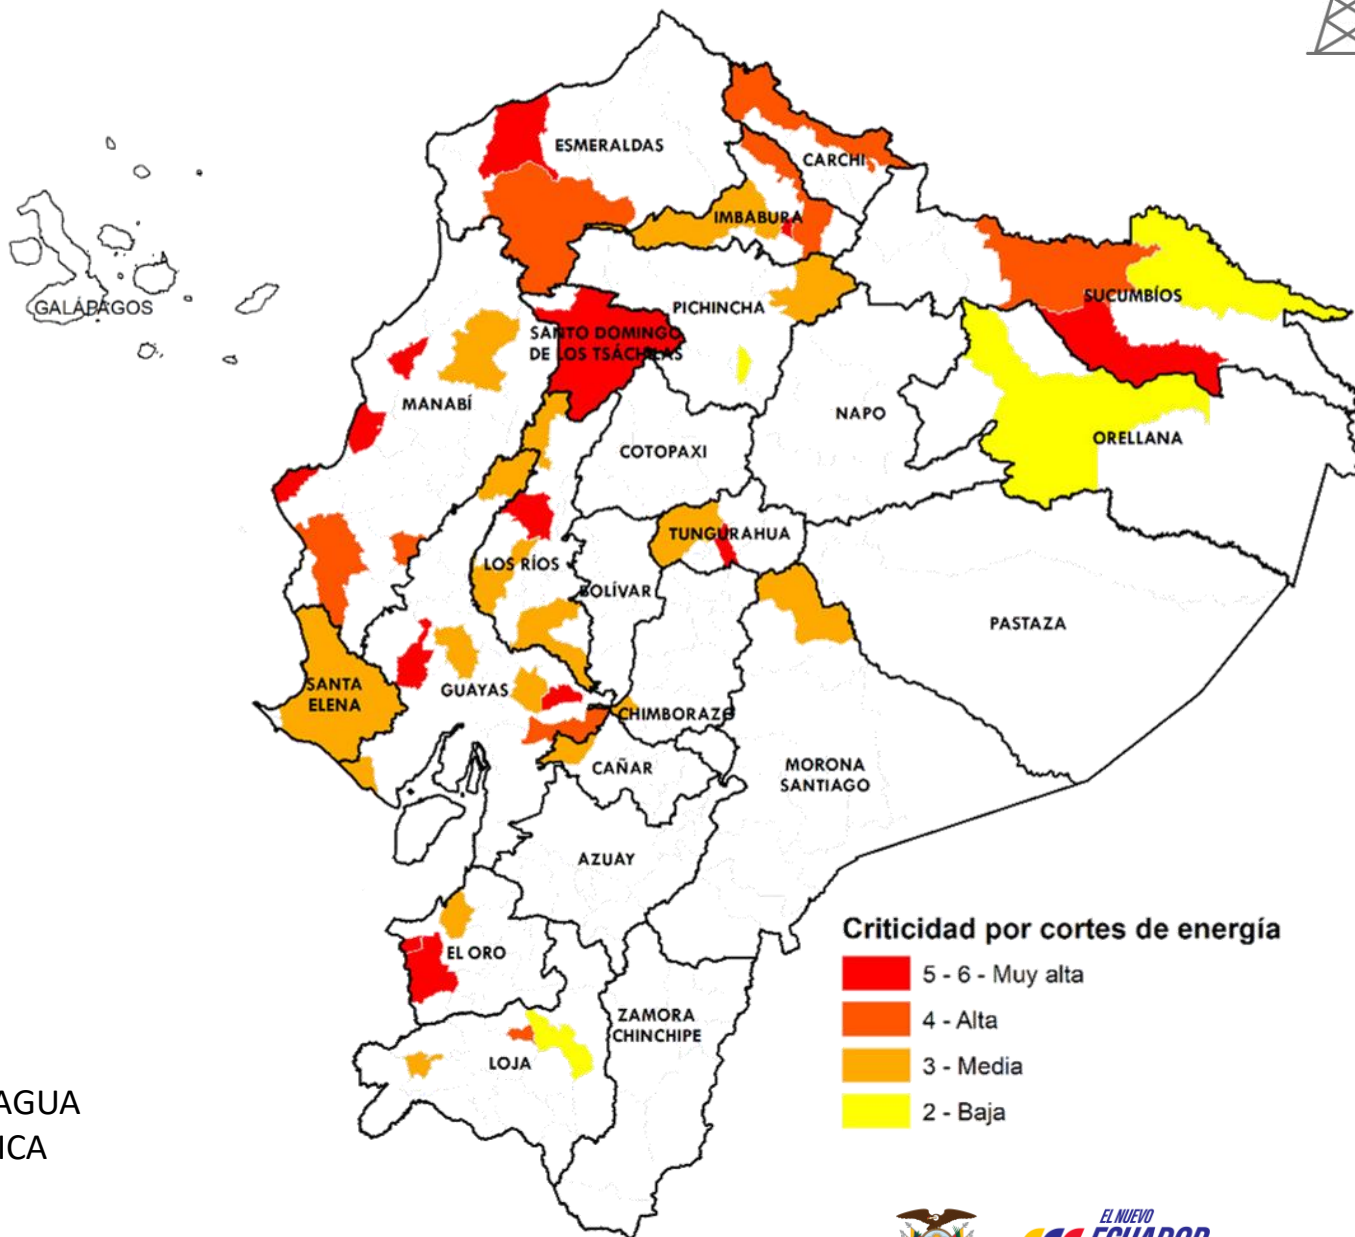 ESMERALDAS
CARCHI
IMBABURA
GALÁPAGOS
PICHINCHA
SUCUMBÍOS
SANTO DOMINGO
DE LOS TSÁCHILAS
MANABÍ
NAPO
ORELLANA
COTOPAXI
TUNGURAHUA
LOS RÍOS
BOLÍVAR
PASTAZA
SANTA
ELENA
GUAYAS
CHIMBORAZO
CAÑAR
MORONA
SANTIAGO
AZUAY
EL ORO
ZAMORA
CHINCHIPE
LOJA
Criticidad por cortes de energía
5 - 6 - Muy alta
4 - Alta
3 - Media
2 - Baja
AGUA
ICA
EL NUEVO
ECUADOR